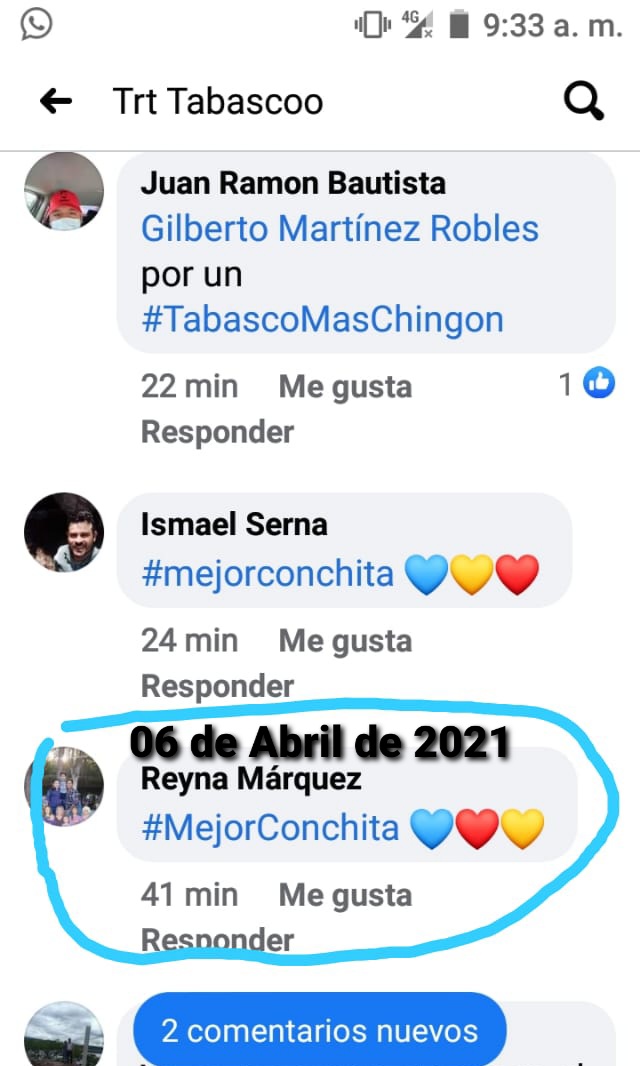 4G
9:33 a. m.
Trt Tabascoo
Juan Ramon Bautista
Gilberto Martínez Robles
por un
#TabascoMasChingon
22 min Me gusta 1
Responder
Ismael Serna
#mejorconchita 💙💛❤️
24 min Me gusta
Responder
06 de Abril de 2021
Reyna Márquez
#MejorConchita 💙❤️💛
41 min Me gusta
Responder
2 comentarios nuevos